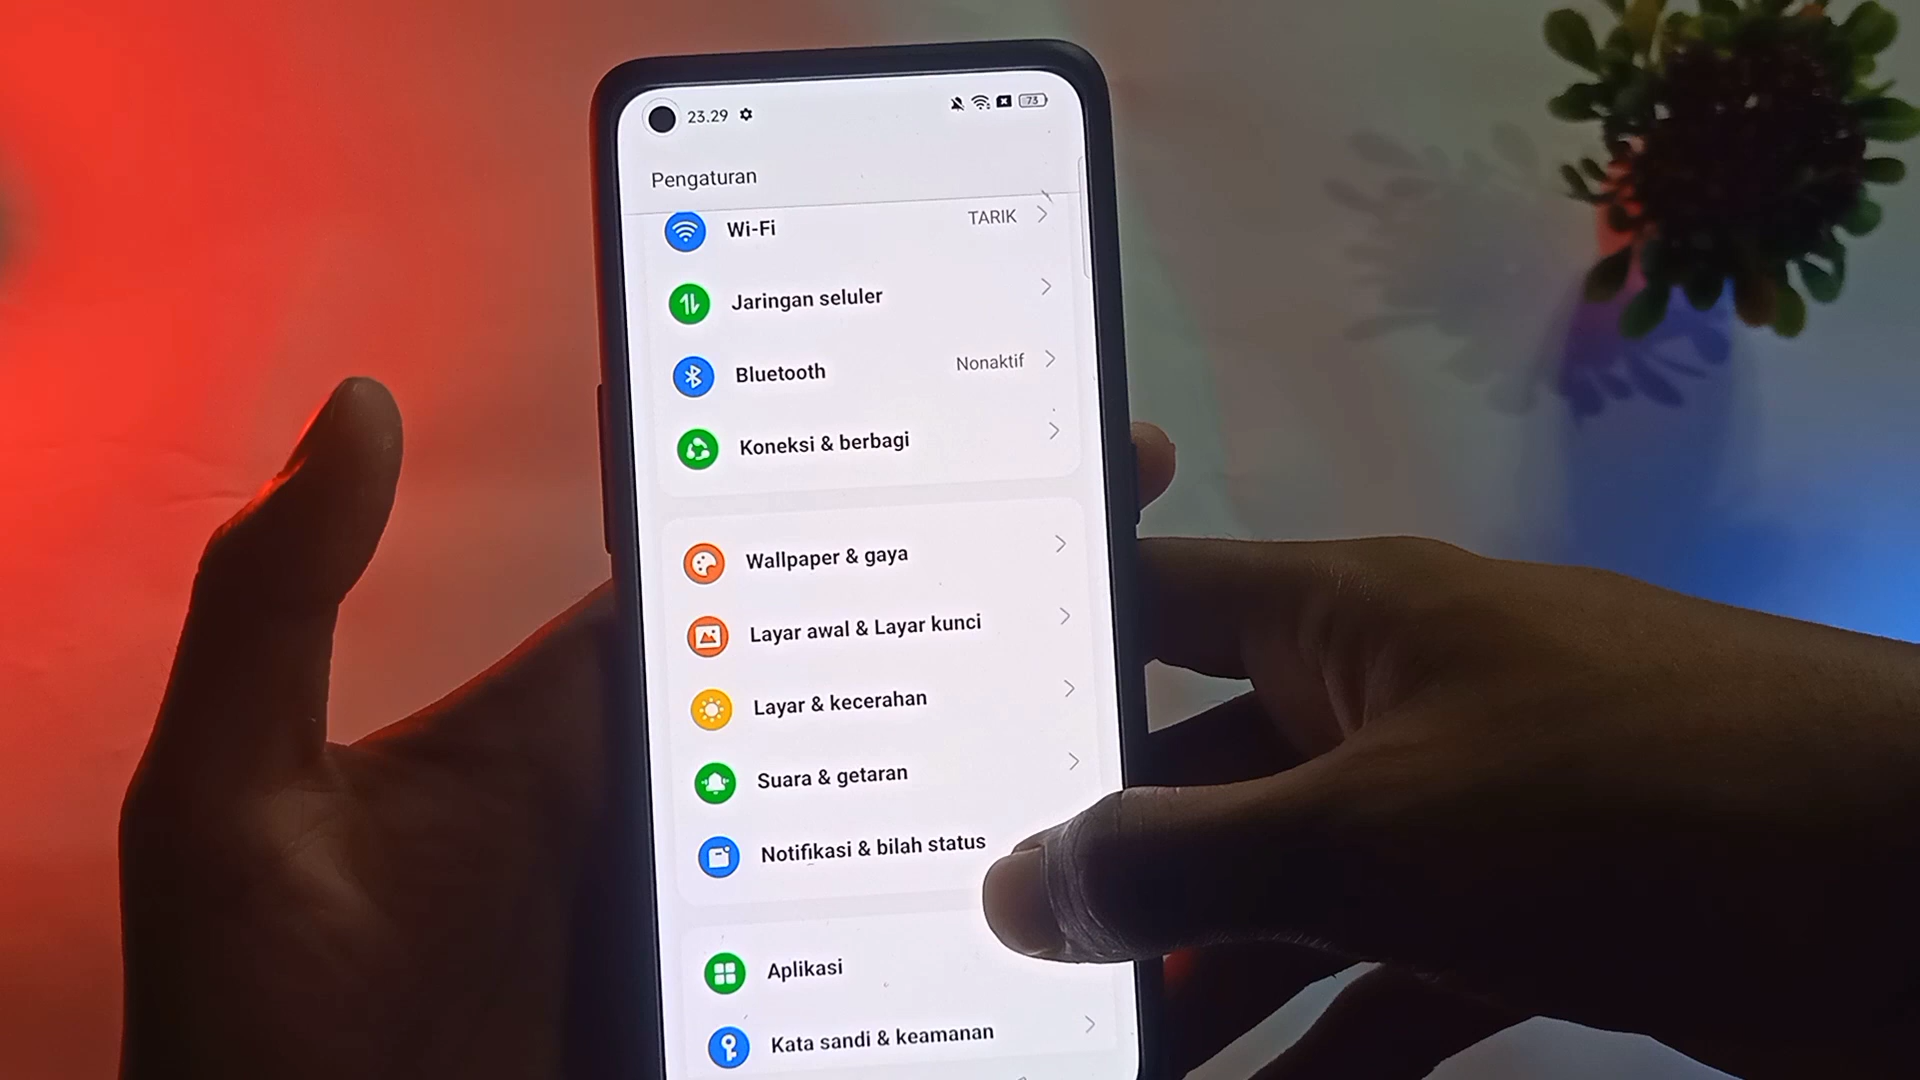 23.29
73
Pengaturan
Wi-Fi TARIK
Jaringan seluler
Bluetooth Nonaktif
Koneksi & berbagi
Wallpaper & gaya
Layar awal & Layar kunci
Layar & kecerahan
Suara & getaran
Notifikasi & bilah status
Aplikasi
Kata sandi & keamanan